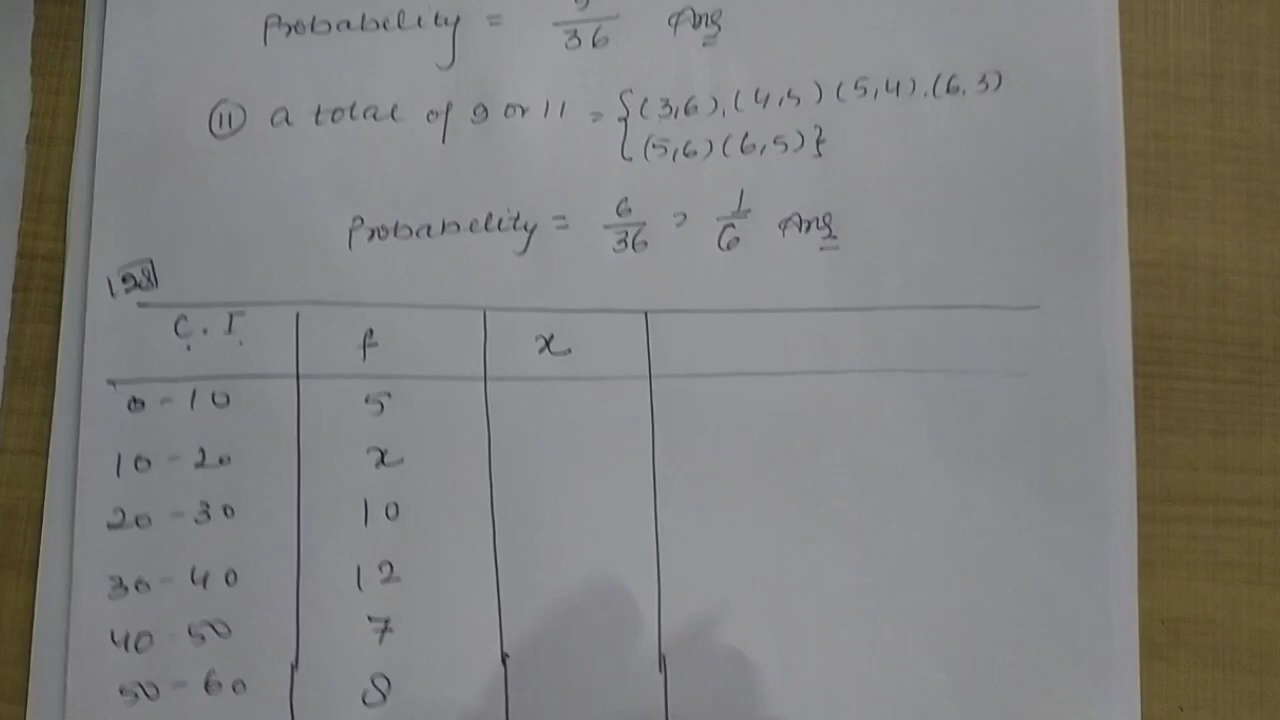 Probability = /36 Ans
(11) a total of 9 or 11 = {(3,6),(4,5)(5,4),(6,3)
(5,6)(6,5)}
Probability = 6/36 = 1/6 Ans
28
C.I. f x
0-10 5
10-20 x
20-30 10
30-40 12
40-50 7
50-60 8